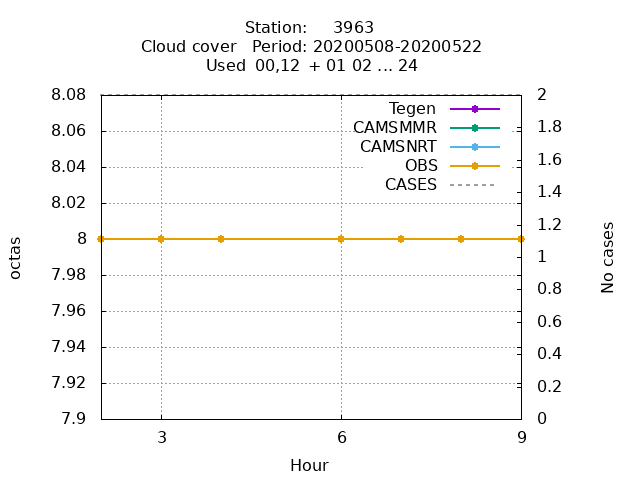 Station: 3963
Cloud cover Period: 20200508-20200522
Used 00,12 + 01 02 ... 24
8.08
8.06
8.04
8.02
8
7.98
7.96
7.94
7.92
7.9
octas
Tegen
CAMSMMR
CAMSNRT
OBS
CASES
2
1.8
1.6
1.4
1.2
1
0.8
0.6
0.4
0.2
0
No cases
3
6
9
Hour